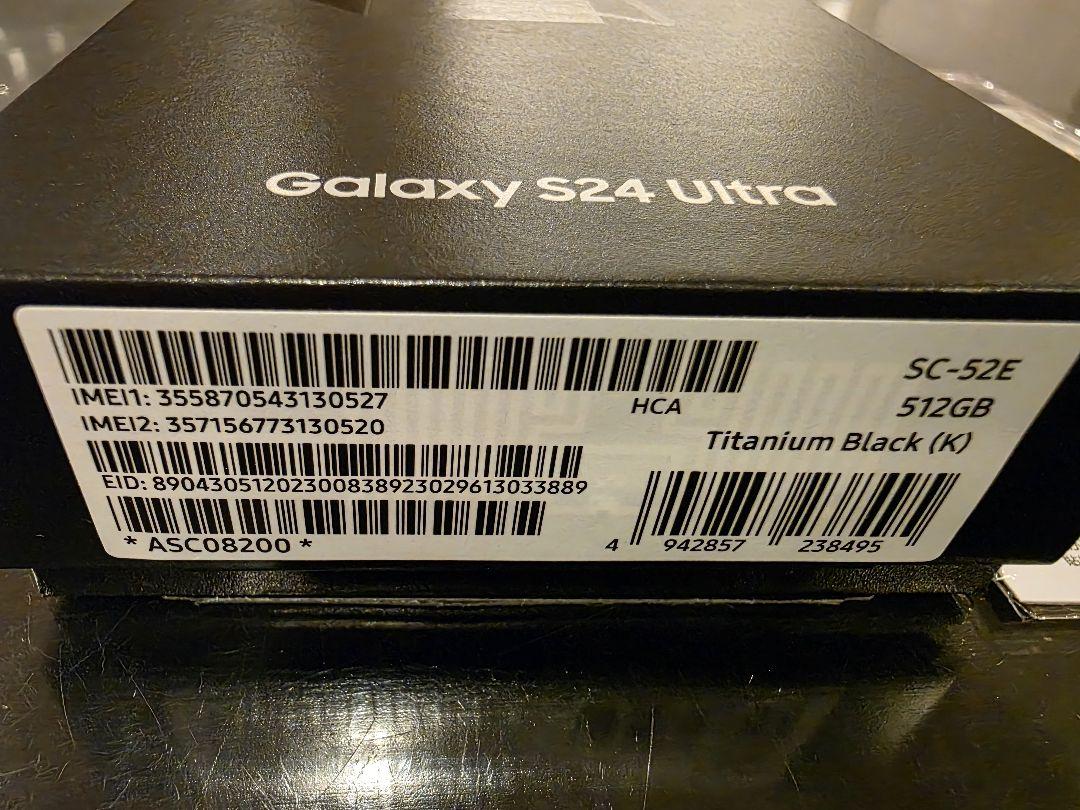 Galaxy S24 Ultra
IMEI1: 355870543130527
HCA
SC-52E
IMEI2: 357156773130520
512GB
Titanium Black (K)
EID: 89043051202300838923029613033889
* ASC08200 *
4 942857 238495